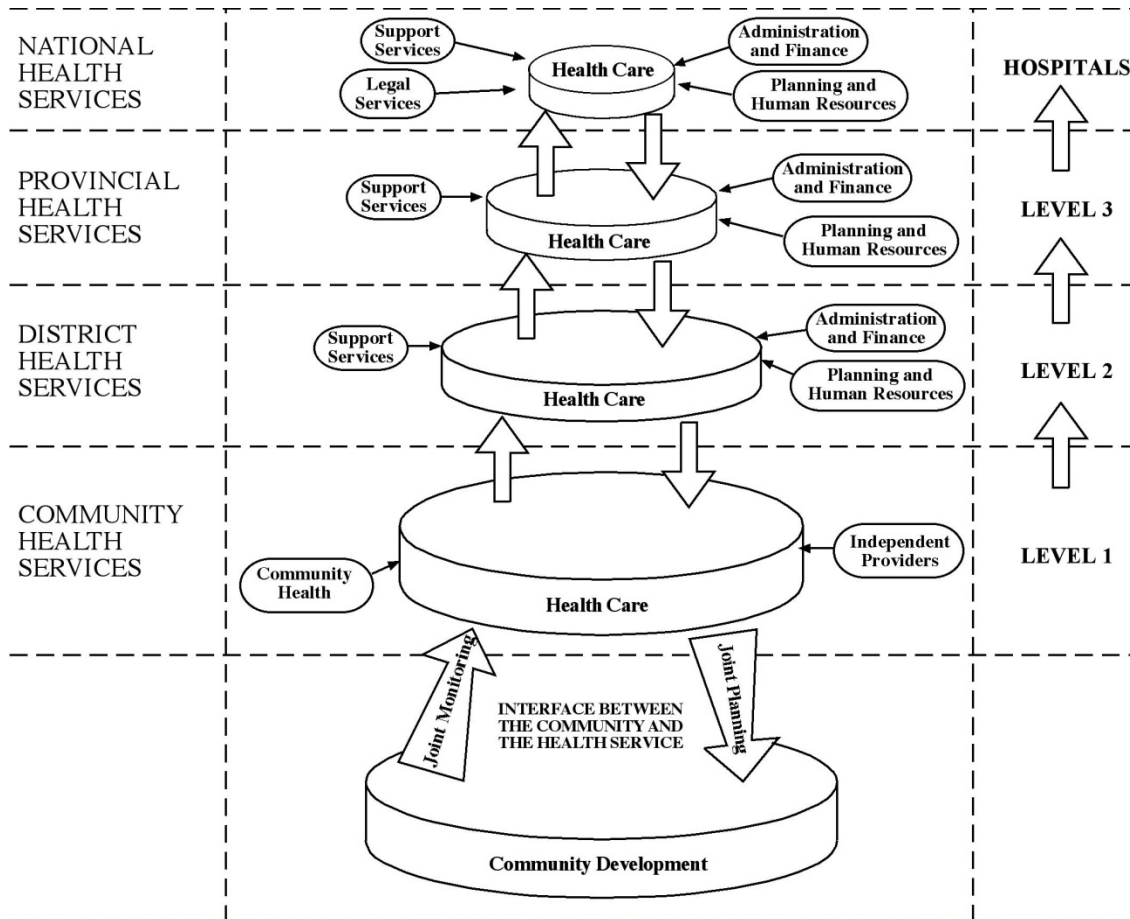 NATIONAL
HEALTH
SERVICES
Support
Services
Legal
Services
Health Care
Administration
and Finance
Planning and
Human Resources
HOSPITALS
PROVINCIAL
HEALTH
SERVICES
Support
Services
Health Care
Administration
and Finance
Planning and
Human Resources
LEVEL 3
DISTRICT
HEALTH
SERVICES
Support
Services
Health Care
Administration
and Finance
Planning and
Human Resources
LEVEL 2
COMMUNITY
HEALTH
SERVICES
Community
Health
Health Care
Independent
Providers
LEVEL 1
Joint Monitoring
INTERFACE BETWEEN
THE COMMUNITY AND
THE HEALTH SERVICE
Joint Planning
Community Development